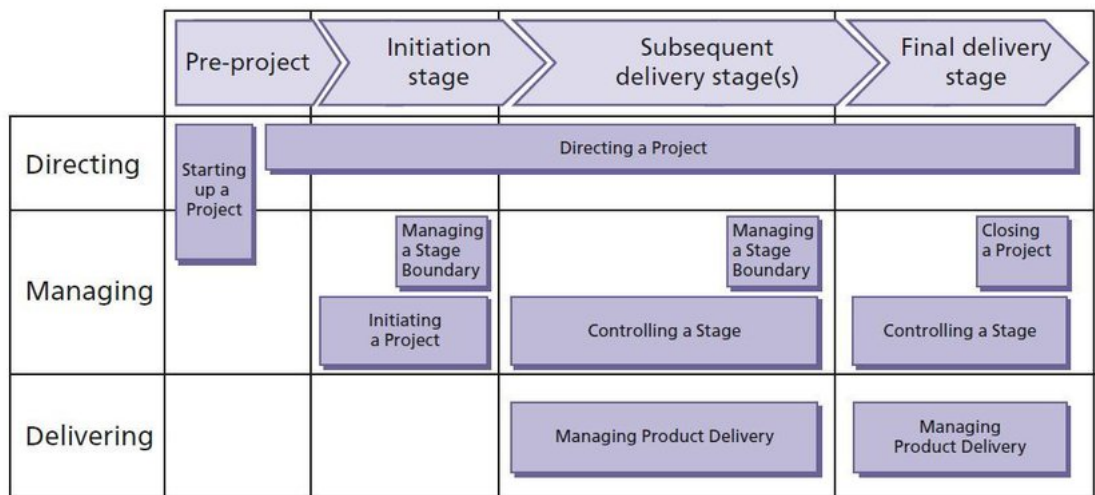 Pre-project
Initiation
stage
Subsequent
delivery stage(s)
Final delivery
stage
Directing
Starting
up a
Project
Directing a Project
Managing
Managing
a Stage
Boundary
Managing
a Stage
Boundary
Closing
a Project
Initiating
a Project
Controlling a Stage
Controlling a Stage
Delivering
Managing Product Delivery
Managing
Product Delivery